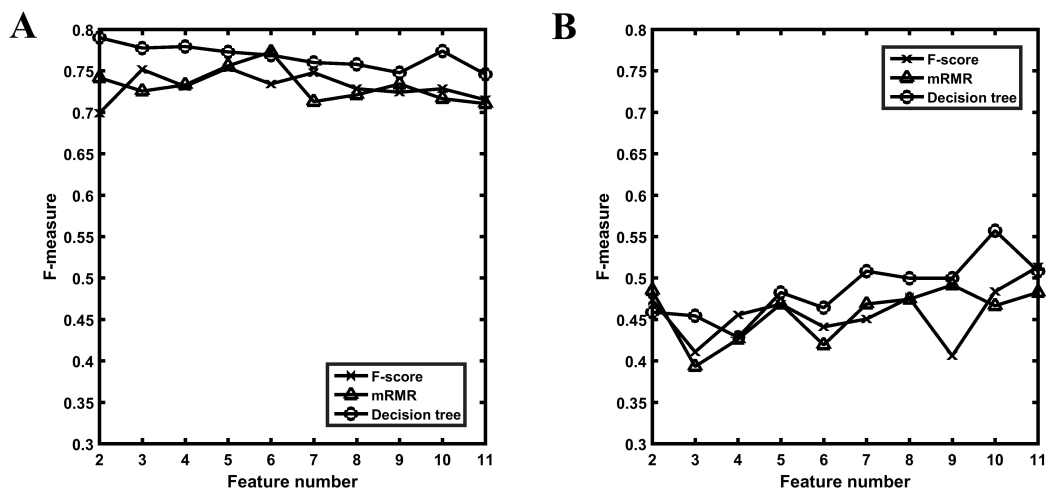 A
0.8
0.75
0.7
0.65
0.6
0.55
0.5
0.45
0.4
0.35
0.3
F-measure
F-score
mRMR
Decision tree
2 3 4 5 6 7 8 9 10 11
Feature number
B
0.8
0.75
0.7
0.65
0.6
0.55
0.5
0.45
0.4
0.35
0.3
F-measure
F-score
mRMR
Decision tree
2 3 4 5 6 7 8 9 10 11
Feature number